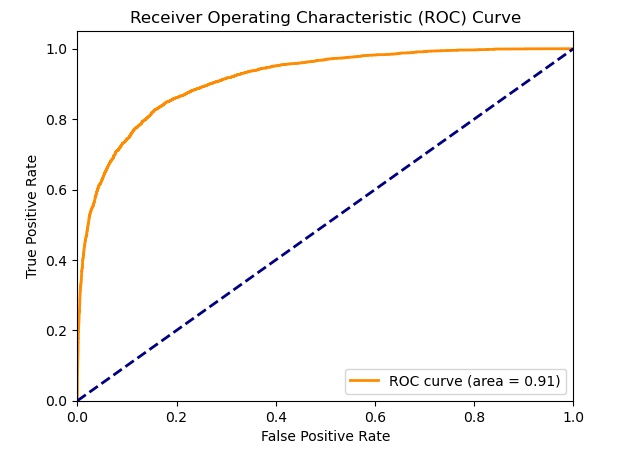 Receiver Operating Characteristic (ROC) Curve
1.0
0.8
0.6
0.4
0.2
0.0
True Positive Rate
ROC curve (area = 0.91)
0.0 0.2 0.4 0.6 0.8 1.0
False Positive Rate